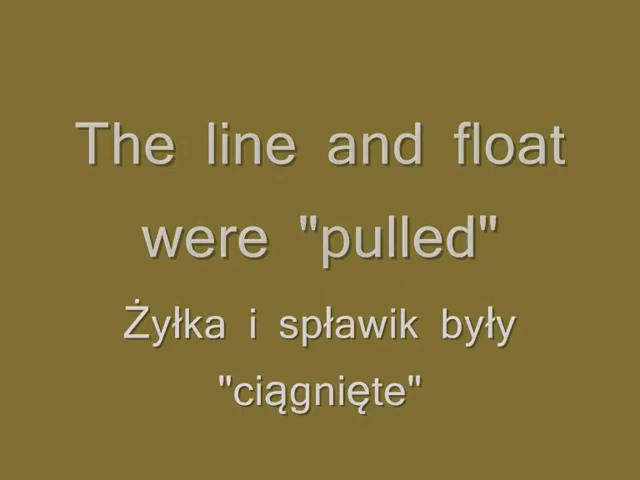 The line and float
were "pulled"
Żyłka i spławik były
"ciągnięte"